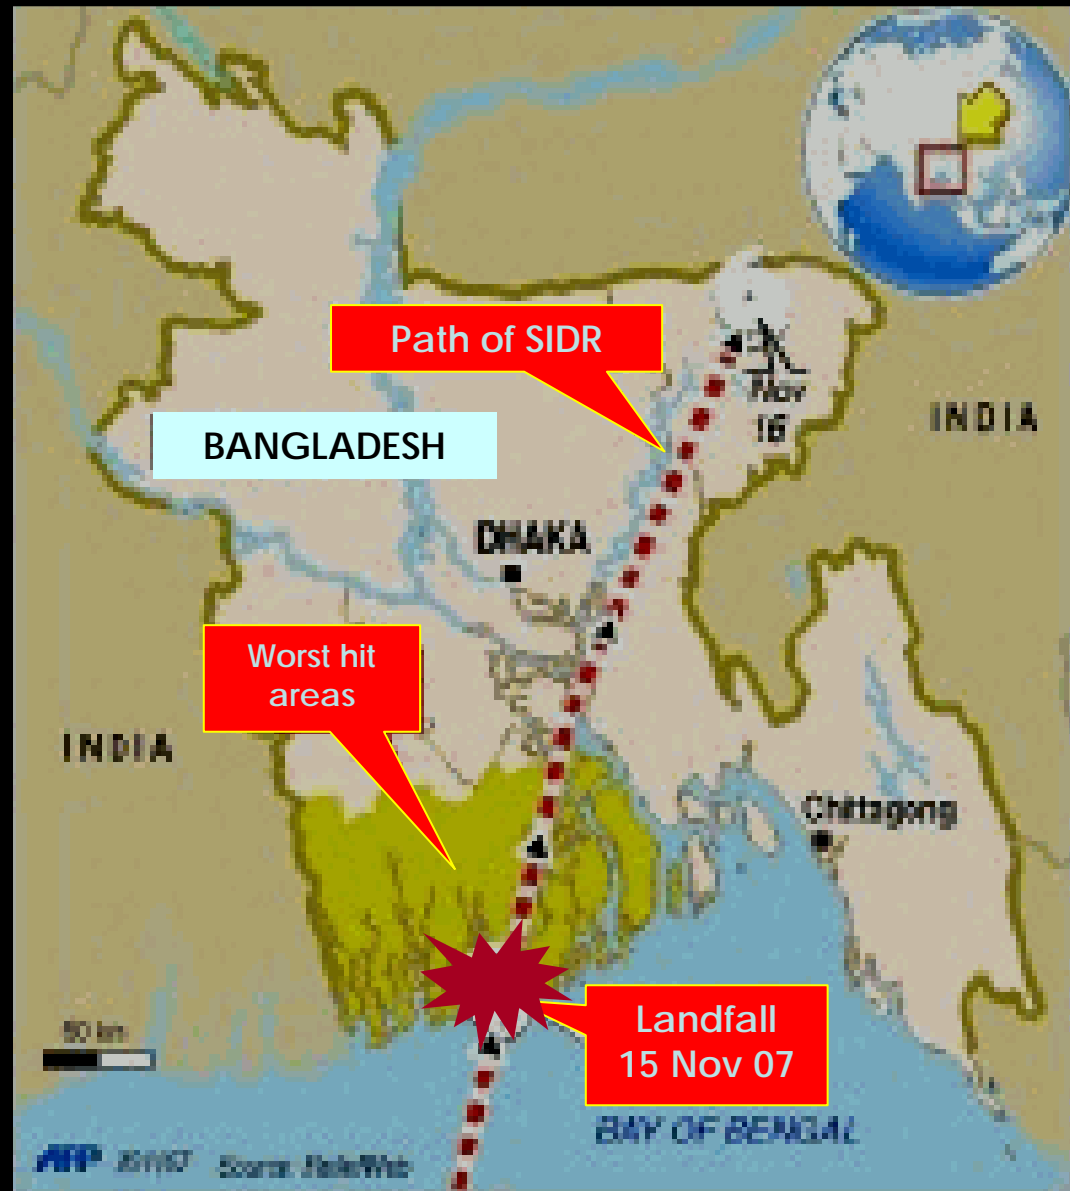 Path of SIDR
Nov
16
INDIA
BANGLADESH
DHAKA
Worst hit
areas
INDIA
Chittagong
Landfall
15 Nov 07
50 km
BAY OF BENGAL
AFP
Source